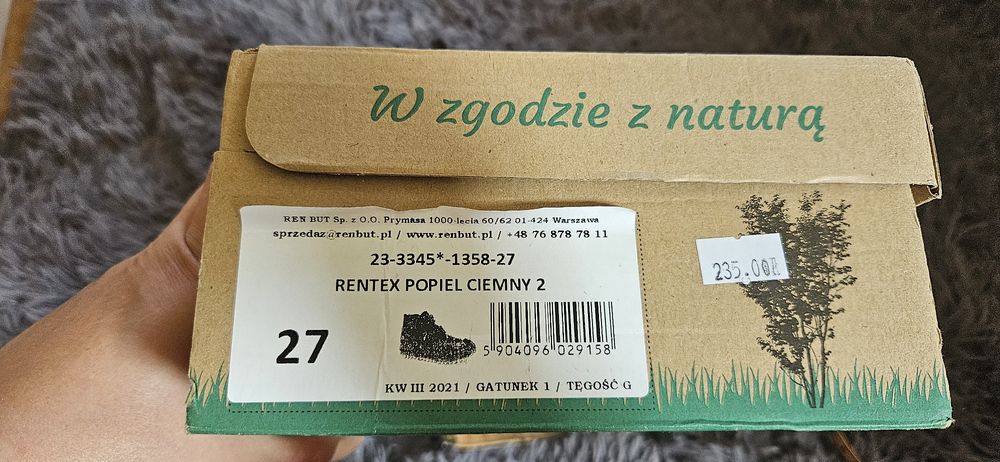 W zgodzie z naturą
REN BUT Sp. z O.O. Prymasa 1000-lecia 60/62 01-424 Warszawa
sprzedaz@renbut.pl / www.renbut.pl / +48 76 878 78 11
23-3345*-1358-27
RENTEX POPIEL CIEMNY 2
235.00zł
27
5 904096 029158
KW III 2021 / GATUNEK 1 / TĘGOŚĆ G